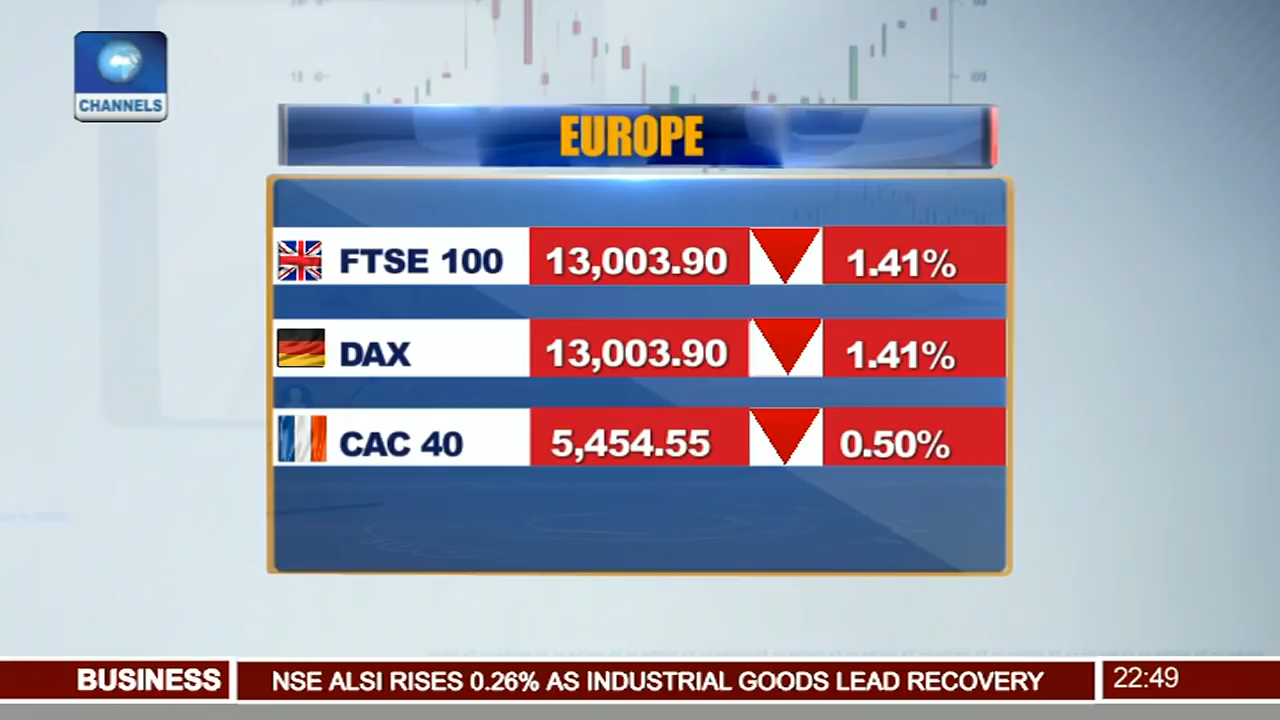 CHANNELS
EUROPE
FTSE 100 13,003.90 1.41%
DAX 13,003.90 1.41%
CAC 40 5,454.55 0.50%
BUSINESS NSE ALSI RISES 0.26% AS INDUSTRIAL GOODS LEAD RECOVERY 22:49